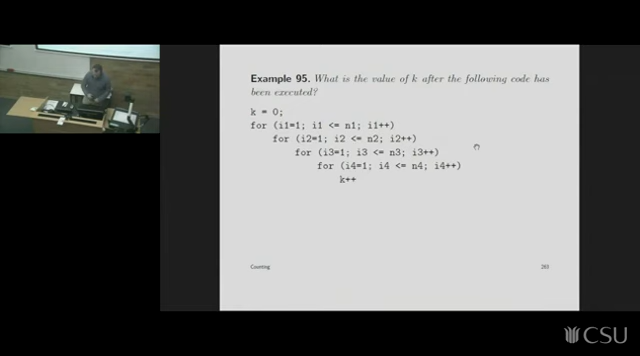 Example 95. What is the value of k after the following code has
been executed?
k = 0;
for (i1=1; i1 <= n1; i1++)
for (i2=1; i2 <= n2; i2++)
for (i3=1; i3 <= n3; i3++)
for (i4=1; i4 <= n4; i4++)
k++
Counting
263
CSU